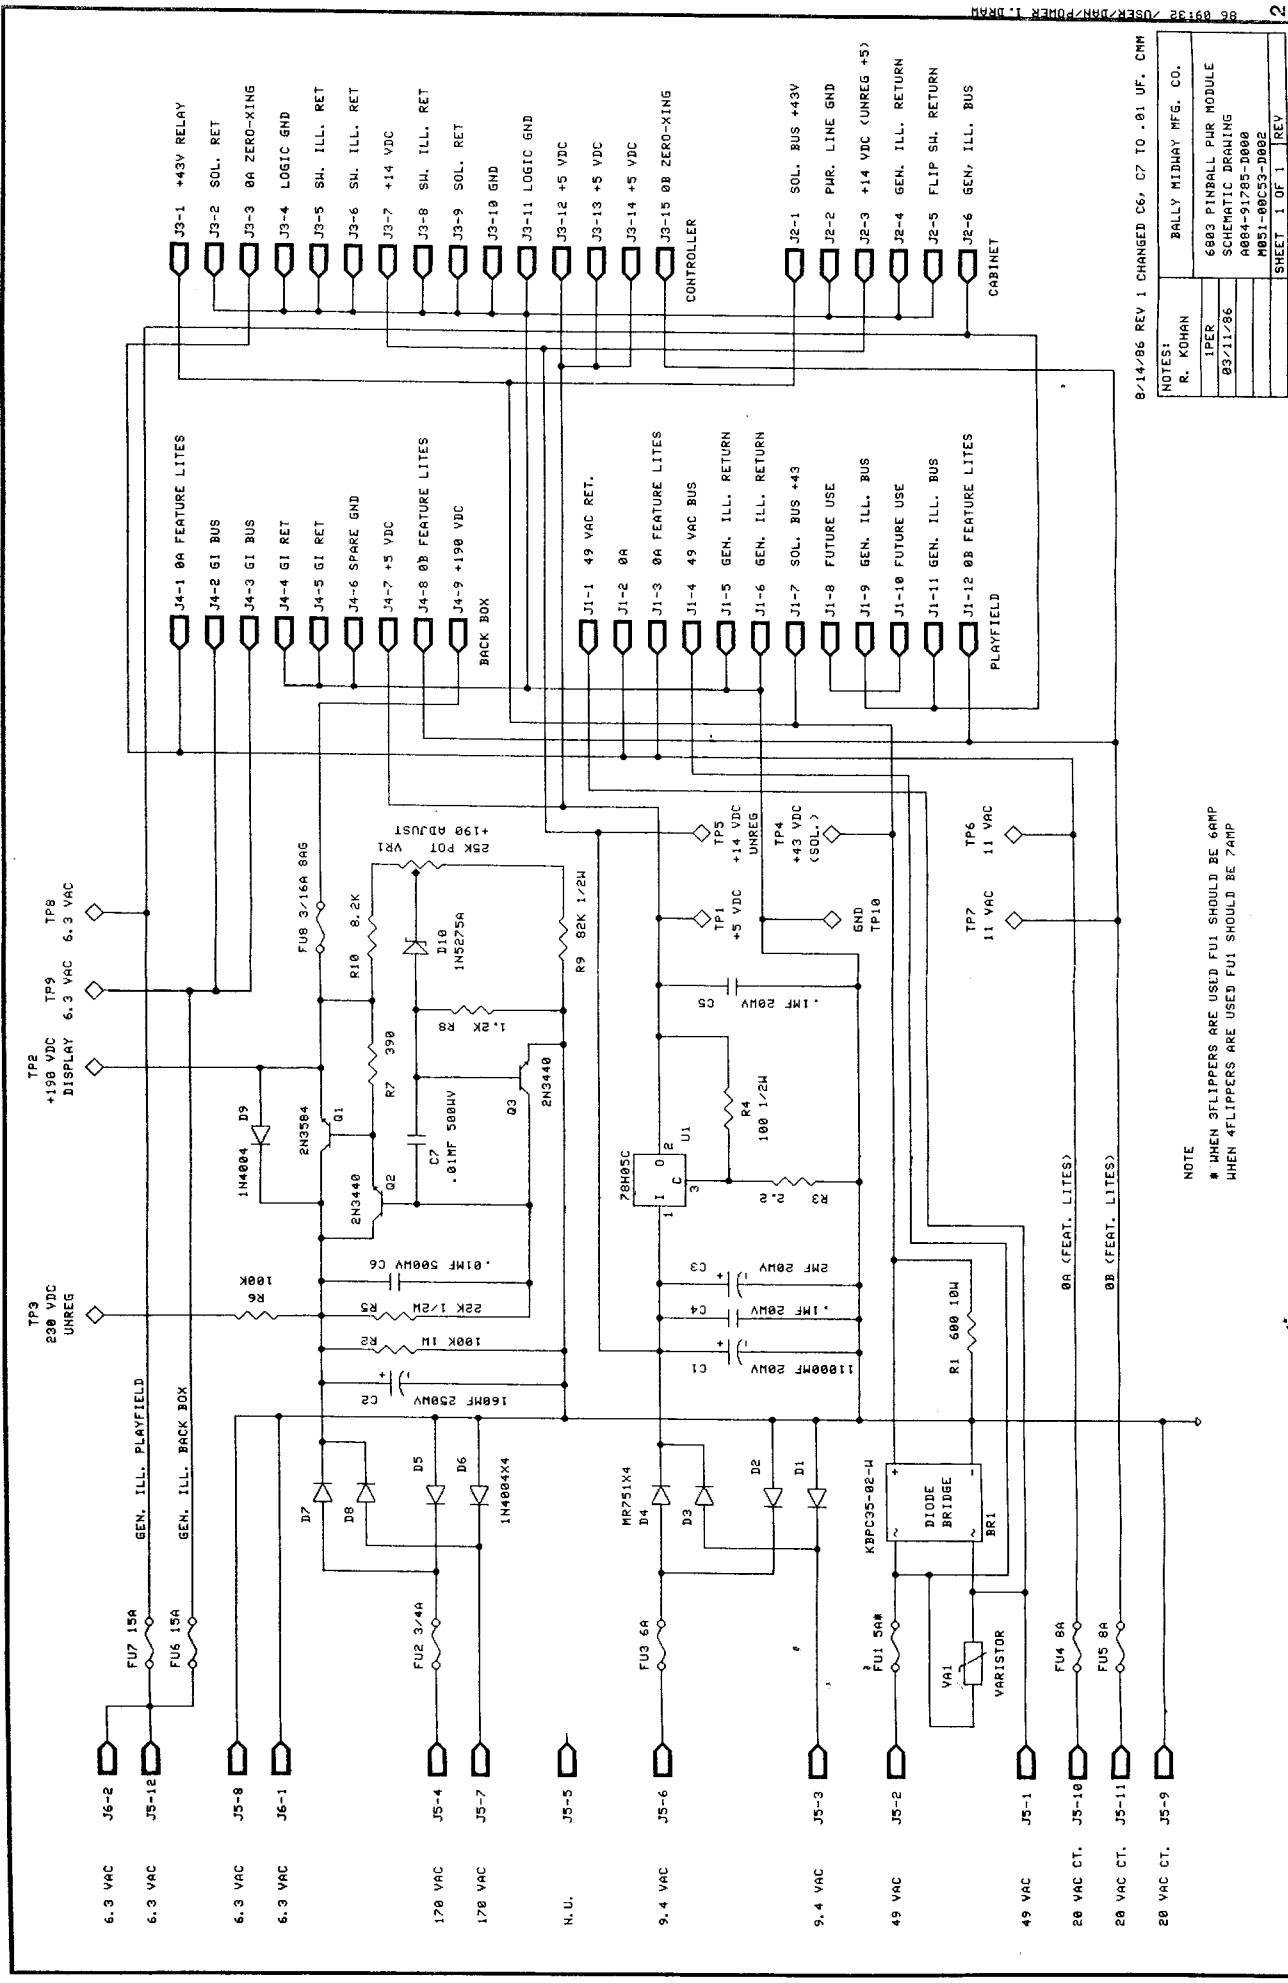 86 09:32 /USER/DAN/POWER 1.DRAW
2
TP3
230 VDC
UNREG
TP2
+190 VDC
DISPLAY
TP9
6.3 VAC
TP8
6.3 VAC
6.3 VAC J6-2
6.3 VAC J5-12
6.3 VAC J5-8
6.3 VAC J6-1
170 VAC J5-4
170 VAC J5-7
N.U. J5-5
9.4 VAC J5-6
9.4 VAC J5-3
49 VAC J5-2
49 VAC J5-1
20 VAC CT. J5-10
20 VAC CT. J5-11
20 VAC CT. J5-9
FU7 15A
GEN. ILL. PLAYFIELD
FU6 15A
GEN. ILL. BACK BOX
FU2 3/4A
FU3 6A
FU1 5A*
VA1
VARISTOR
FU4 8A
FU5 8A
D7
D8
D5
D6
1N4004X4
MR751X4
D4
D3
D2
D1
KBPC35-02-W
DIODE
BRIDGE
BR1
+
-
~
~
R6
100K
C2
160MF 250WV
R2
100K 1W
R5
22K 1/2W
.01MF 500WV C6
1N4004
D9
2N3584
Q1
2N3440
Q2
R7
390
C7
.01MF 500WV
Q3
2N3440
R10
8.2K
FU8 3/16A 8AG
D10
1N5275A
R8
1.2K
VR1
25K POT
+190 ADJUST
R9 82K 1/2W
C1
11000MF 20WV
C4
.1MF 20WV
C3
2MF 20WV
78H05C
U1
I
O
C
1
2
3
R4
100 1/2W
R3
2.2
C5
.1MF 20WV
TP1
+5 VDC
TP5
+14 VDC
UNREG
GND
TP10
TP4
+43 VDC
(SOL.)
R1 600 10W
TP7
11 VAC
TP6
11 VAC
0A (FEAT. LITES)
0B (FEAT. LITES)
J4-1 0A FEATURE LITES
J4-2 GI BUS
J4-3 GI BUS
J4-4 GI RET
J4-5 GI RET
J4-6 SPARE GND
J4-7 +5 VDC
J4-8 0B FEATURE LITES
J4-9 +190 VDC
BACK BOX
J1-1 49 VAC RET.
J1-2 0A
J1-3 0A FEATURE LITES
J1-4 49 VAC BUS
J1-5 GEN. ILL. RETURN
J1-6 GEN. ILL. RETURN
J1-7 SOL. BUS +43
J1-8 FUTURE USE
J1-9 GEN. ILL. BUS
J1-10 FUTURE USE
J1-11 GEN. ILL. BUS
J1-12 0B FEATURE LITES
PLAYFIELD
J3-1 +43V RELAY
J3-2 SOL. RET
J3-3 0A ZERO-XING
J3-4 LOGIC GND
J3-5 SW. ILL. RET
J3-6 SW. ILL. RET
J3-7 +14 VDC
J3-8 SW. ILL. RET
J3-9 SOL. RET
J3-10 GND
J3-11 LOGIC GND
J3-12 +5 VDC
J3-13 +5 VDC
J3-14 +5 VDC
J3-15 0B ZERO-XING
CONTROLLER
J2-1 SOL. BUS +43V
J2-2 PWR. LINE GND
J2-3 +14 VDC (UNREG +5)
J2-4 GEN. ILL. RETURN
J2-5 FLIP SW. RETURN
J2-6 GEN. ILL. BUS
CABINET
NOTE
* WHEN 3FLIPPERS ARE USED FU1 SHOULD BE 6AMP
WHEN 4FLIPPERS ARE USED FU1 SHOULD BE 7AMP
8/14/86 REV 1 CHANGED C6, C7 TO .01 UF. CMM
NOTES:
R. KOHAN
1PER
03/11/86
BALLY MIDWAY MFG. CO.
6803 PINBALL PWR MODULE
SCHEMATIC DRAWING
A084-91785-D000
M051-00C53-D002
SHEET 1 OF 1 REV